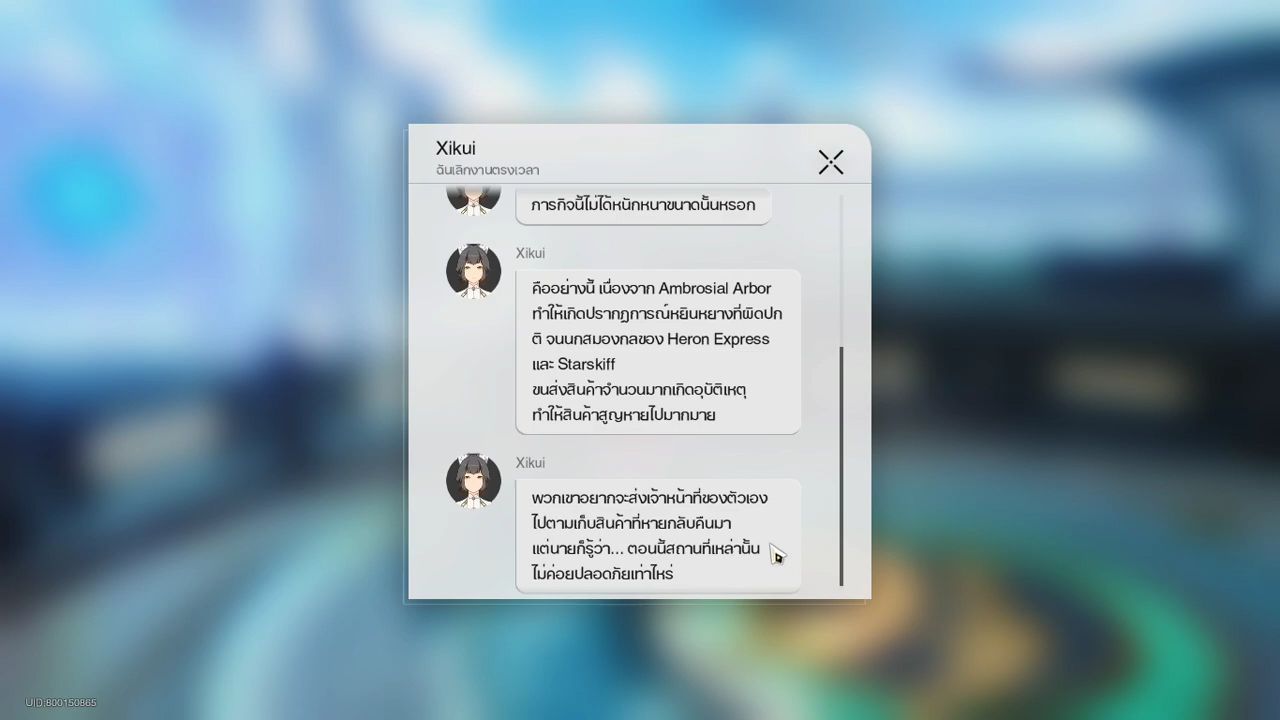 Xikui
ฉันเลิกงานตรงเวลา
ภารกิจนี้ไม่ได้หนักหนาขนาดนั้นหรอก
Xikui
คืออย่างนี้ เนื่องจาก Ambrosial Arbor
ทำให้เกิดปรากฏการณ์หยินหยางที่ผิดปก
ติ จนนกสมองกลของ Heron Express
และ Starskiff
ขนส่งสินค้าจำนวนมากเกิดอุบัติเหตุ
ทำให้สินค้าสูญหายไปมากมาย
Xikui
พวกเขาอยากจะส่งเจ้าหน้าที่ของตัวเอง
ไปตามเก็บสินค้าที่หายกลับคืนมา
แต่นายก็รู้ว่า... ตอนนี้สถานที่เหล่านั้น
ไม่ค่อยปลอดภัยเท่าไหร่
UID:800150865